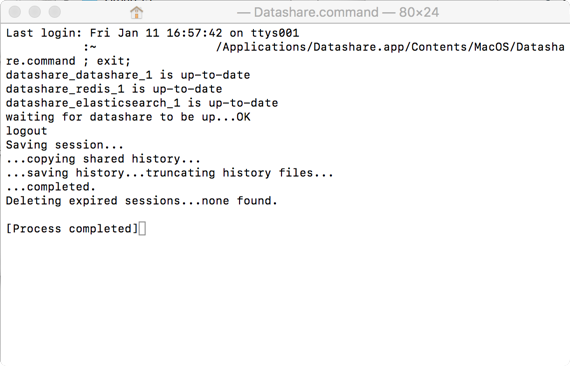 — Datashare.command — 80×24
Last login: Fri Jan 11 16:57:42 on ttys001
:~ /Applications/Datashare.app/Contents/MacOS/Datasha
re.command ; exit;
datashare_datashare_1 is up-to-date
datashare_redis_1 is up-to-date
datashare_elasticsearch_1 is up-to-date
waiting for datashare to be up...OK
logout
Saving session...
...copying shared history...
...saving history...truncating history files...
...completed.
Deleting expired sessions...none found.
[Process completed]